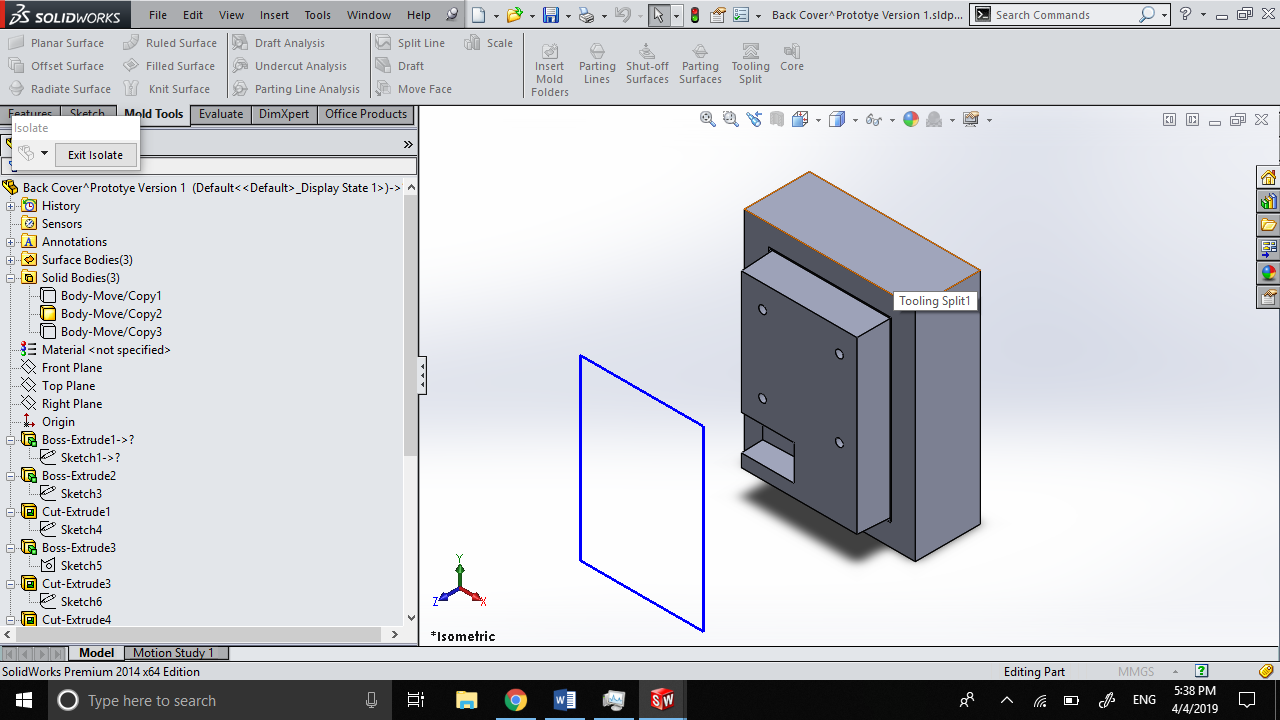 SOLIDWORKS File Edit View Insert Tools Window Help Back Cover^Prototye Version 1.sldp... Search Commands
Planar Surface Ruled Surface Draft Analysis Split Line Scale
Offset Surface Filled Surface Undercut Analysis Draft
Radiate Surface Knit Surface Parting Line Analysis Move Face
Insert Mold Folders
Parting Lines
Shut-off Surfaces
Parting Surfaces
Tooling Split
Core
Features Sketch Mold Tools Evaluate DimXpert Office Products
Isolate
Exit Isolate
Back Cover^Prototye Version 1 (Default<<Default>_Display State 1>)->
History
Sensors
Annotations
Surface Bodies(3)
Solid Bodies(3)
Body-Move/Copy1
Body-Move/Copy2
Body-Move/Copy3
Material <not specified>
Front Plane
Top Plane
Right Plane
Origin
Boss-Extrude1->?
Sketch1->?
Boss-Extrude2
Sketch3
Cut-Extrude1
Sketch4
Boss-Extrude3
Sketch5
Cut-Extrude3
Sketch6
Cut-Extrude4
Tooling Split1
Y
Z X
*Isometric
Model Motion Study 1
SolidWorks Premium 2014 x64 Edition Editing Part MMGS
Type here to search ENG 5:38 PM
4/4/2019